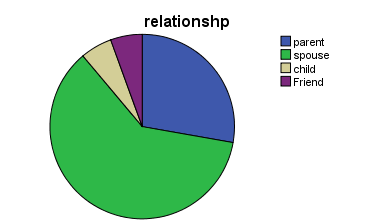 relationshp
parent
spouse
child
Friend